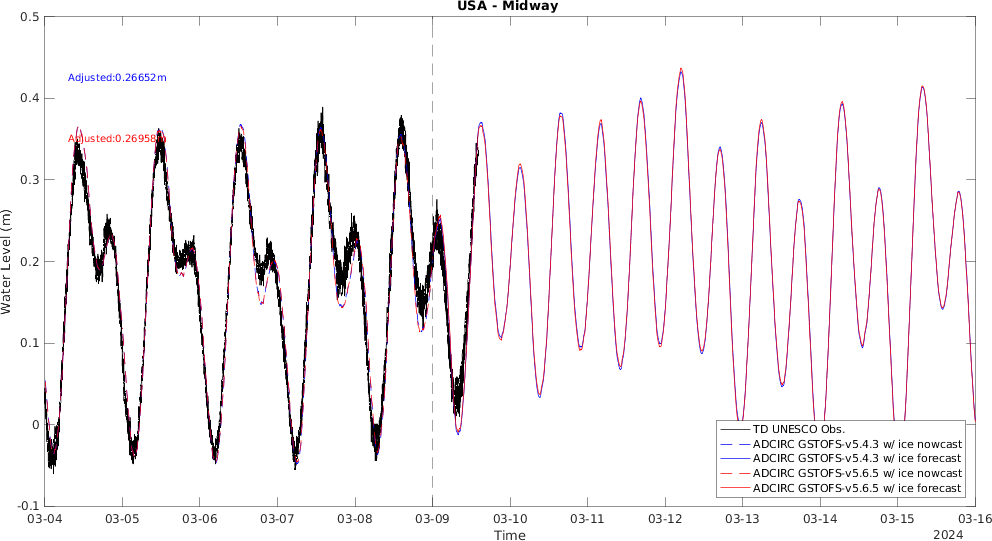 USA - Midway
0.5
0.4
0.3
0.2
0.1
0
-0.1
Water Level (m)
Adjusted:0.26652m
Adjusted:0.26958m
TD UNESCO Obs.
ADCIRC GSTOFS-v5.4.3 w/ ice nowcast
ADCIRC GSTOFS-v5.4.3 w/ ice forecast
ADCIRC GSTOFS-v5.6.5 w/ ice nowcast
ADCIRC GSTOFS-v5.6.5 w/ ice forecast
03-04 03-05 03-06 03-07 03-08 03-09 03-10 03-11 03-12 03-13 03-14 03-15 03-16
Time
2024